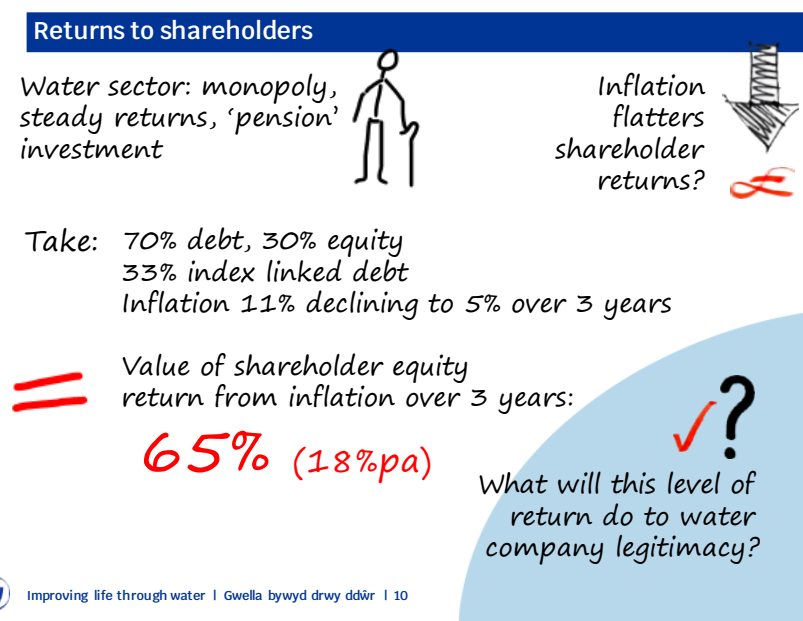 Returns to shareholders
Water sector: monopoly,
steady returns, ‘pension’
investment
Inflation
flatters
shareholder
returns?
£
Take:
70% debt, 30% equity
33% index linked debt
Inflation 11% declining to 5% over 3 years
=
Value of shareholder equity
return from inflation over 3 years:
65% (18%pa)
✓?
What will this level of
return do to water
company legitimacy?
Improving life through water | Gwella bywyd drwy ddŵr | 10